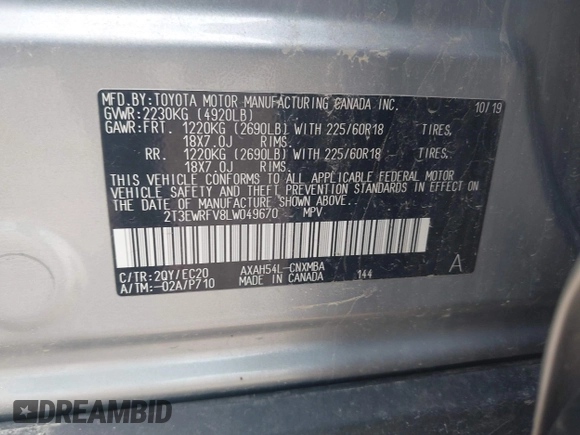 MFD.BY:TOYOTA MOTOR MANUFACTURING CANADA INC. 10/19
GVWR:2230KG (4920LB)
GAWR:FRT. 1220KG (2690LB) WITH 225/60R18 TIRES.
18X7.0J RIMS.
RR. 1220KG (2690LB) WITH 225/60R18 TIRES.
18X7.0J RIMS.
THIS VEHICLE CONFORMS TO ALL APPLICABLE FEDERAL MOTOR
VEHICLE SAFETY AND THEFT PREVENTION STANDARDS IN EFFECT ON
THE DATE OF MANUFACTURE SHOWN ABOVE.
2T3EWRFV8LW049670 MPV
C/TR:2QY/EC20 AXAH54L-CNXMBA A
A/TM:-02A/P710 MADE IN CANADA 144
DREAMBID